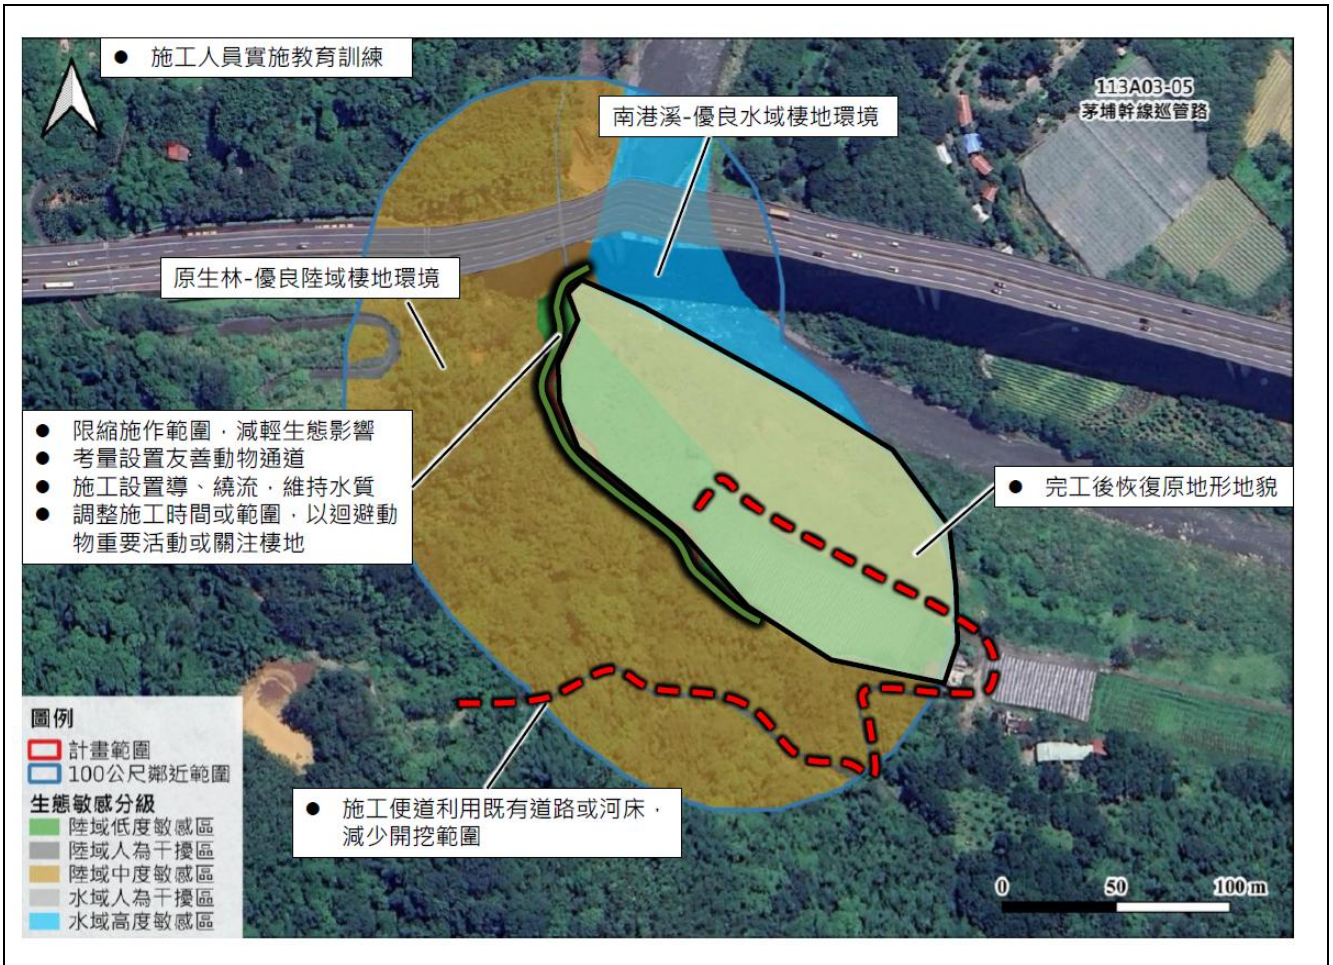 ● 施工人員實施教育訓練
113A03-05
茅埔幹線巡管路
南港溪-優良水域棲地環境
原生林-優良陸域棲地環境
● 限縮施作範圍，減輕生態影響
● 考量設置友善動物通道
● 施工設置導、繞流，維持水質
● 調整施工時間或範圍，以迴避動
物重要活動或關注棲地
● 完工後恢復原地形地貌
圖例
計畫範圍
100公尺鄰近範圍
生態敏感分級
陸域低度敏感區
陸域人為干擾區
陸域中度敏感區
水域人為干擾區
水域高度敏感區
● 施工便道利用既有道路或河床，
減少開挖範圍
0 50 100 m